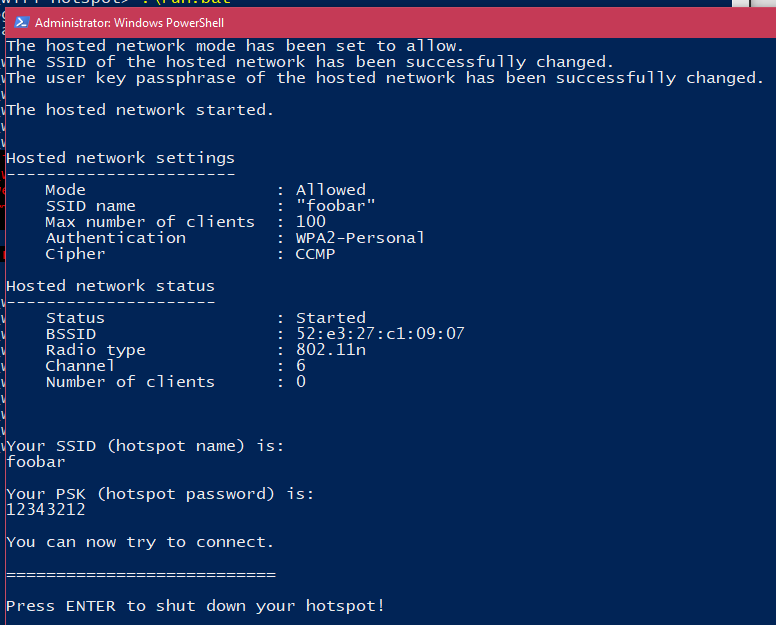 WiFi hotspot> .\run.bat
Administrator: Windows PowerShell
The hosted network mode has been set to allow.
The SSID of the hosted network has been successfully changed.
The user key passphrase of the hosted network has been successfully changed.
The hosted network started.
Hosted network settings
-----------------------
Mode : Allowed
SSID name : "foobar"
Max number of clients : 100
Authentication : WPA2-Personal
Cipher : CCMP
Hosted network status
---------------------
Status : Started
BSSID : 52:e3:27:c1:09:07
Radio type : 802.11n
Channel : 6
Number of clients : 0
Your SSID (hotspot name) is:
foobar
Your PSK (hotspot password) is:
12343212
You can now try to connect.
===========================
Press ENTER to shut down your hotspot!